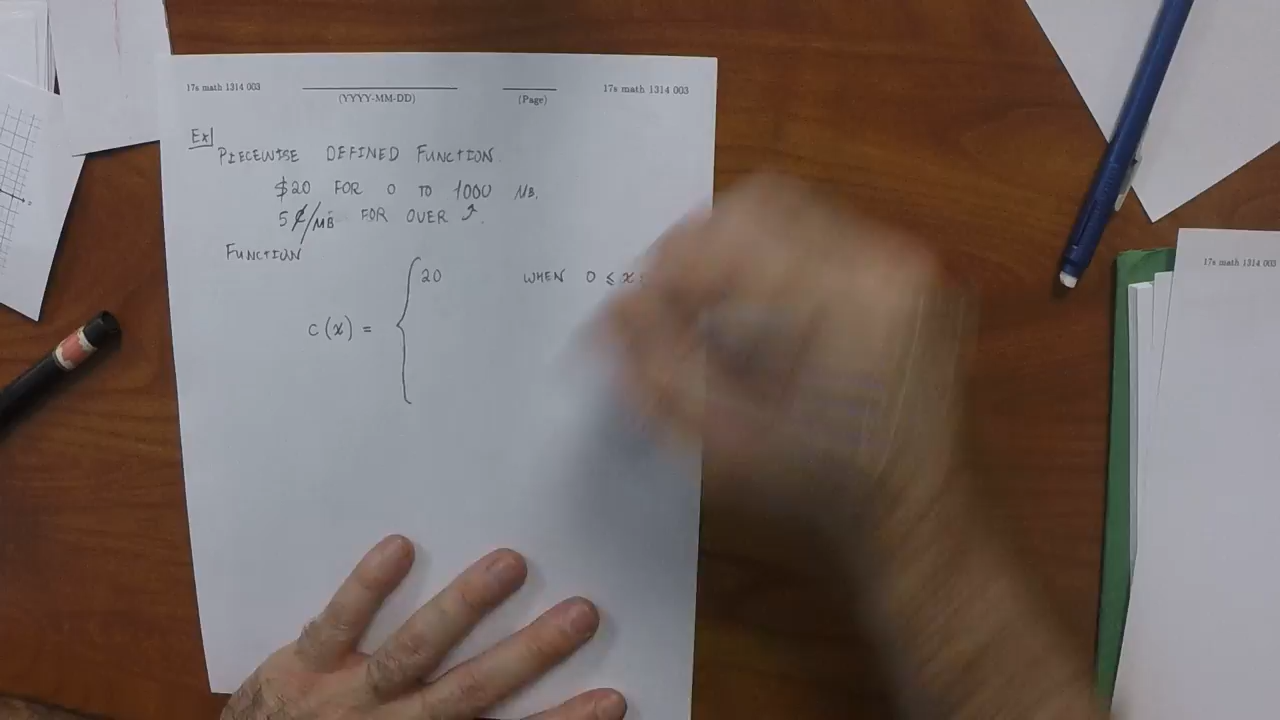 17s math 1314 003 (YYYY-MM-DD) (Page) 17s math 1314 003
Ex
PIECEWISE DEFINED FUNCTION.
$20 FOR 0 TO 1000 MB.
5¢/MB FOR OVER ↗.
FUNCTION
20 WHEN 0 ≤ x
c(x) = {
17s math 1314 003